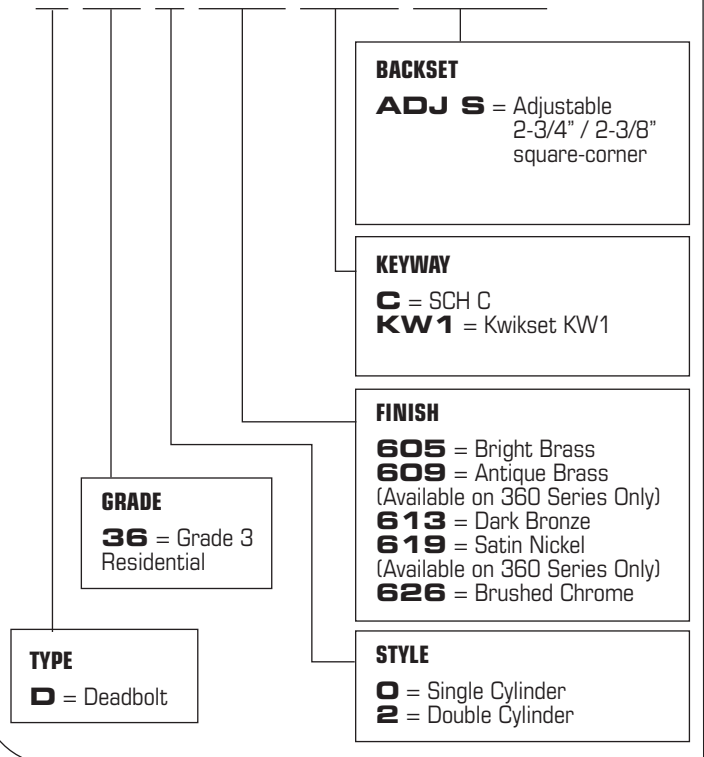 BACKSET
ADJ S = Adjustable
2-3/4” / 2-3/8”
square-corner
KEYWAY
C = SCH C
KW1 = Kwikset KW1
FINISH
605 = Bright Brass
609 = Antique Brass
(Available on 360 Series Only)
613 = Dark Bronze
619 = Satin Nickel
(Available on 360 Series Only)
626 = Brushed Chrome
GRADE
36 = Grade 3
Residential
STYLE
0 = Single Cylinder
2 = Double Cylinder
TYPE
D = Deadbolt